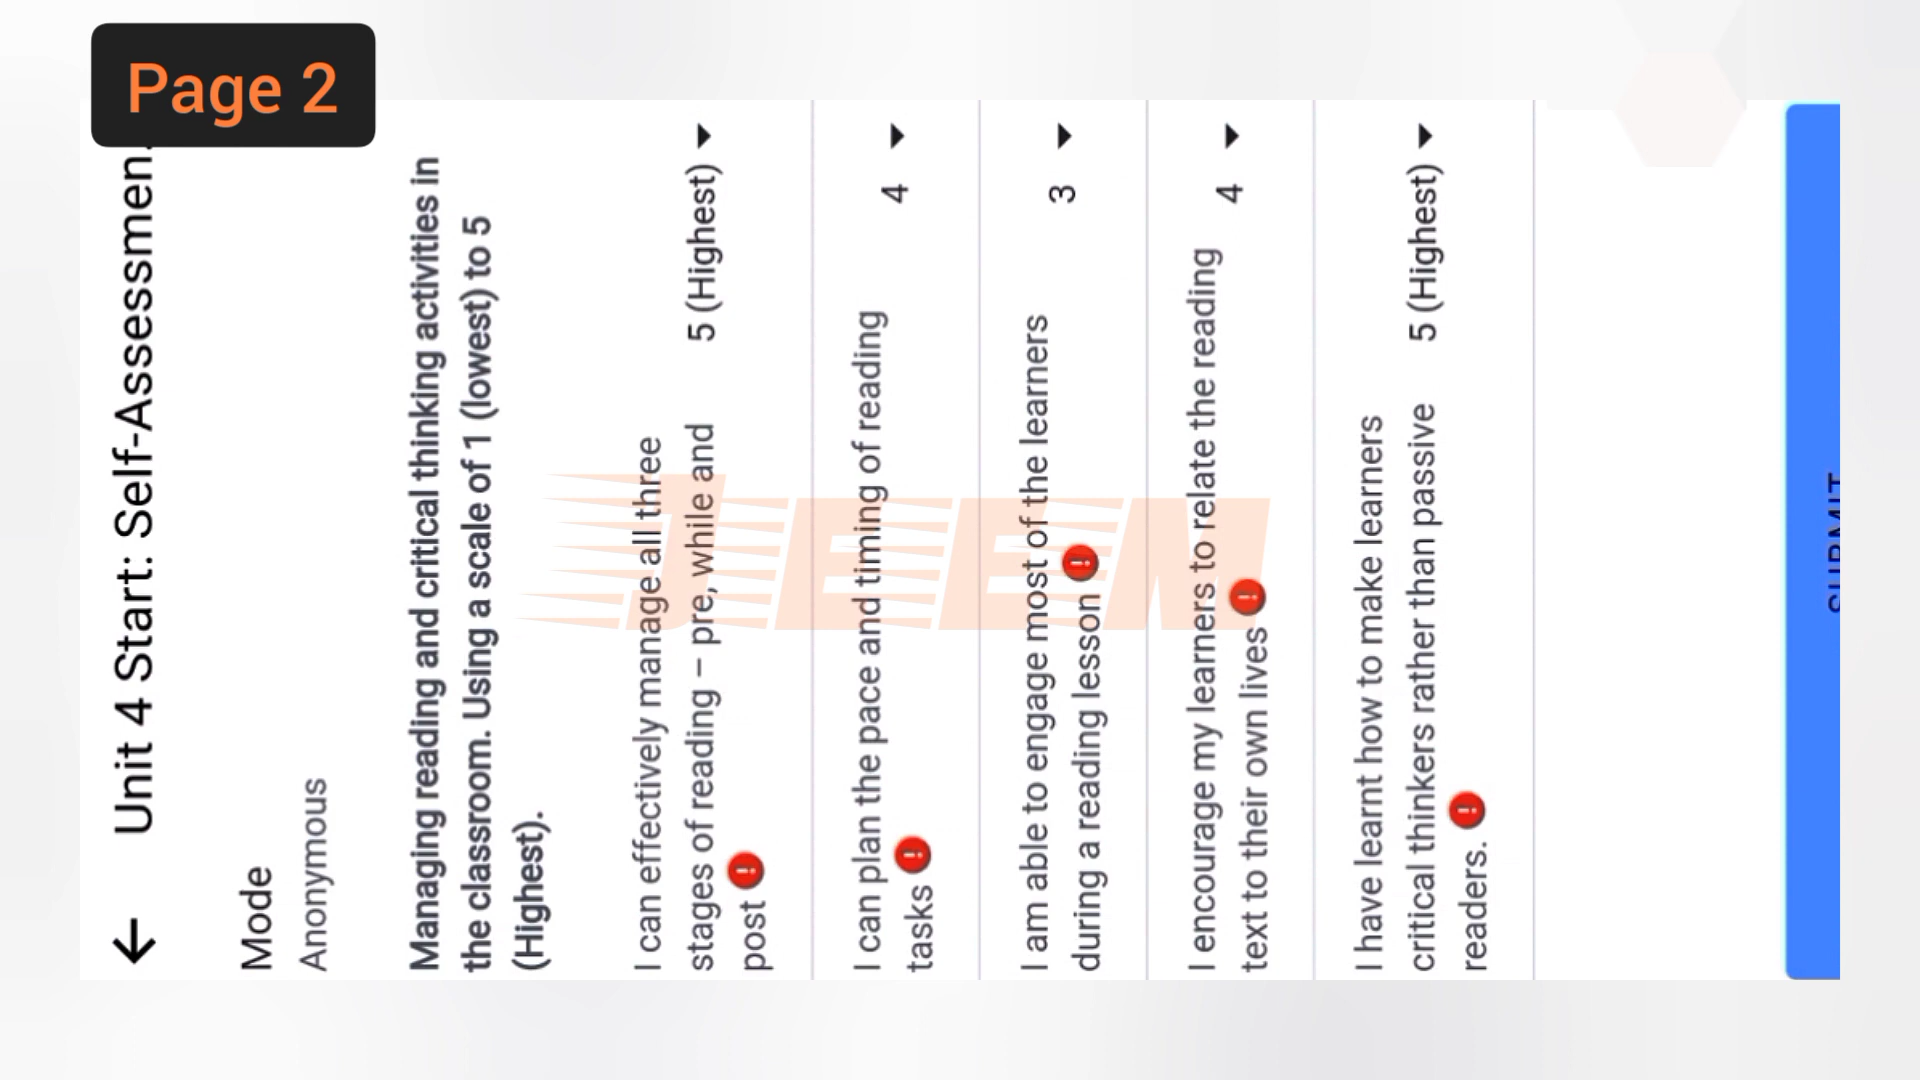 Page 2
Unit 4 Start: Self-Assessmen
Mode
Anonymous
Managing reading and critical thinking activities in
the classroom. Using a scale of 1 (lowest) to 5
(Highest).
I can effectively manage all three
stages of reading – pre, while and
post
5 (Highest)
I can plan the pace and timing of reading
tasks
4
I am able to engage most of the learners
during a reading lesson
3
I encourage my learners to relate the reading
text to their own lives
4
I have learnt how to make learners
critical thinkers rather than passive
readers.
5 (Highest)
SUBMIT
JEEN